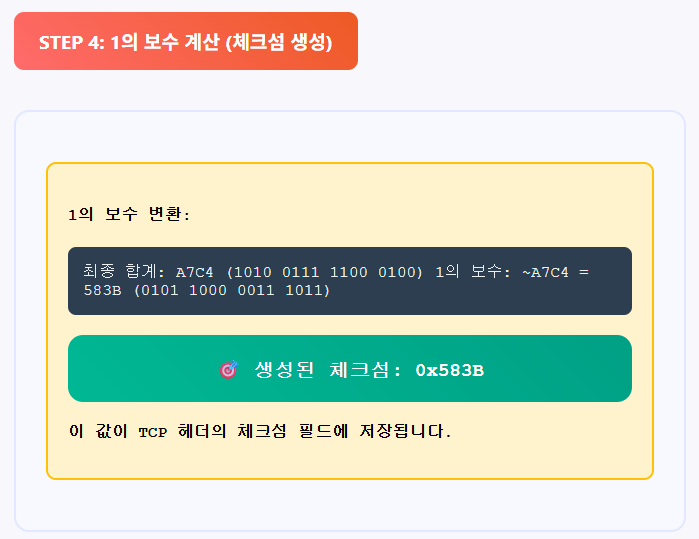 STEP 4: 1의 보수 계산 (체크섬 생성)
1의 보수 변환:
최종 합계: A7C4 (1010 0111 1100 0100) 1의 보수: ~A7C4 =
583B (0101 1000 0011 1011)
🎯 생성된 체크섬: 0x583B
이 값이 TCP 헤더의 체크섬 필드에 저장됩니다.